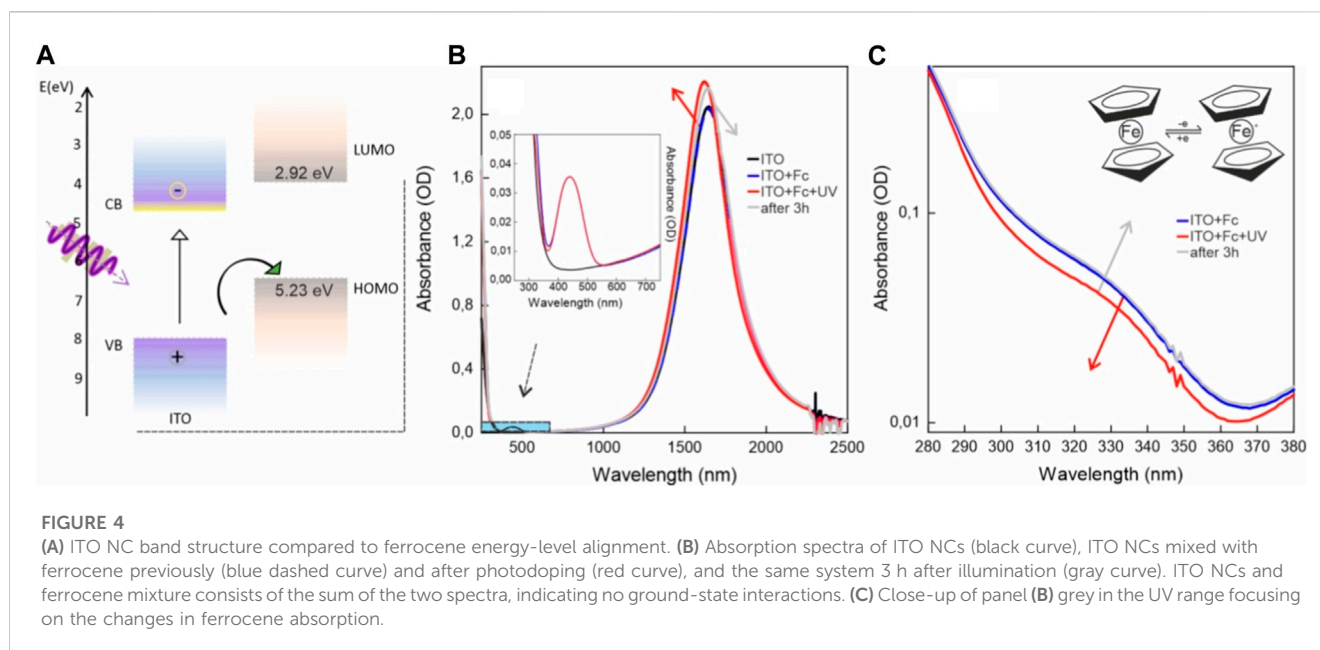 A
E(eV)
2
3
4
5
6
7
8
9
CB
VB
ITO
2.92 eV
LUMO
5.23 eV
HOMO
-
+
B
Absorbance (OD)
2,0
1,6
1,2
0,8
0,4
0,0
500
1000
1500
2000
2500
Wavelength (nm)
0,05
0,04
0,03
0,02
0,01
0,00
300
400
500
600
700
Wavelength (nm)
Absorbance (OD)
ITO
ITO+Fc
ITO+Fc+UV
after 3h
C
Absorbance (OD)
0,1
0,01
280 290 300 310 320 330 340 350 360 370 380
Wavelength (nm)
Fe
-e
+e
Fe
ITO+Fc
ITO+Fc+UV
after 3h
FIGURE 4
(A) ITO NC band structure compared to ferrocene energy-level alignment. (B) Absorption spectra of ITO NCs (black curve), ITO NCs mixed with
ferrocene previously (blue dashed curve) and after photodoping (red curve), and the same system 3 h after illumination (gray curve). ITO NCs and
ferrocene mixture consists of the sum of the two spectra, indicating no ground-state interactions. (C) Close-up of panel (B) grey in the UV range focusing
on the changes in ferrocene absorption.